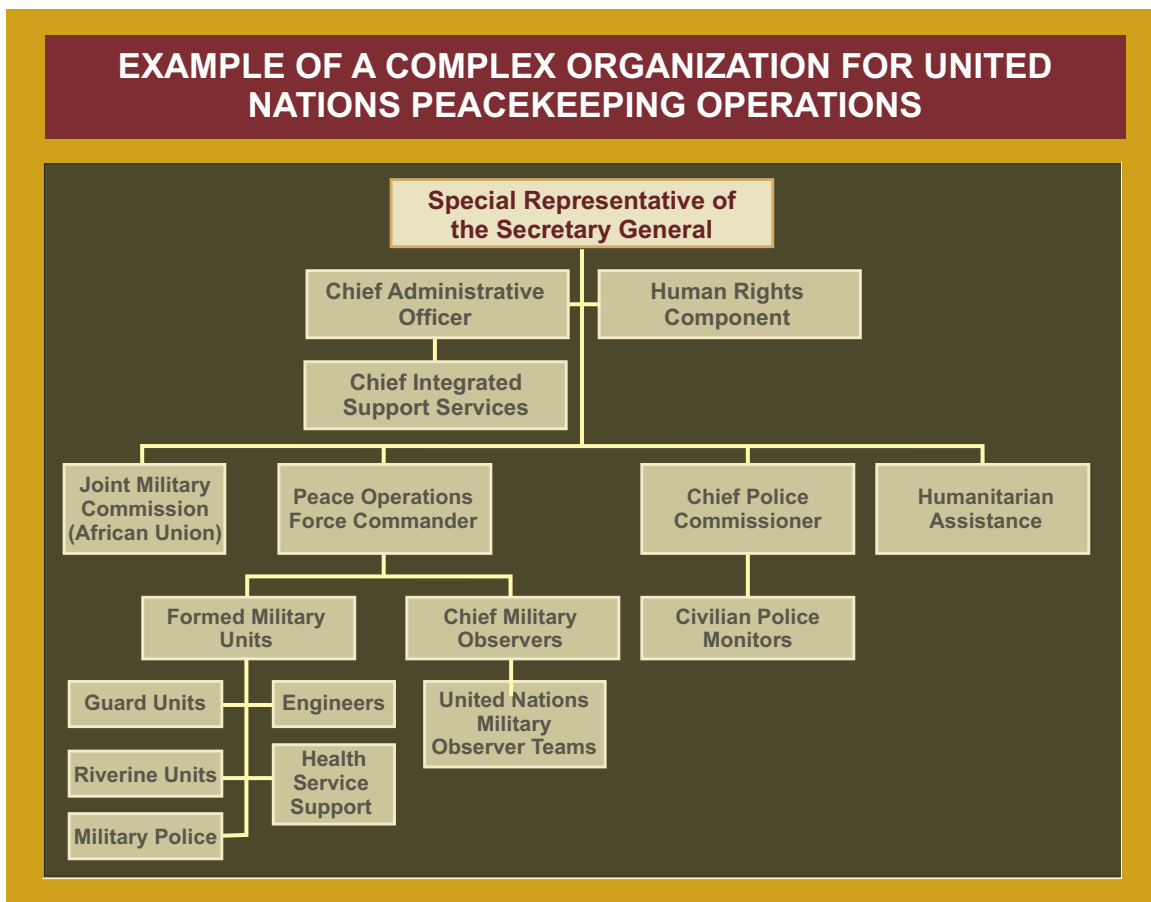 EXAMPLE OF A COMPLEX ORGANIZATION FOR UNITED
NATIONS PEACEKEEPING OPERATIONS
Special Representative of
the Secretary General
Chief Administrative
Officer
Human Rights
Component
Chief Integrated
Support Services
Joint Military
Commission
(African Union)
Peace Operations
Force Commander
Chief Police
Commissioner
Humanitarian
Assistance
Formed Military
Units
Chief Military
Observers
Civilian Police
Monitors
Guard Units
Engineers
United Nations
Military
Observer Teams
Riverine Units
Health
Service
Support
Military Police